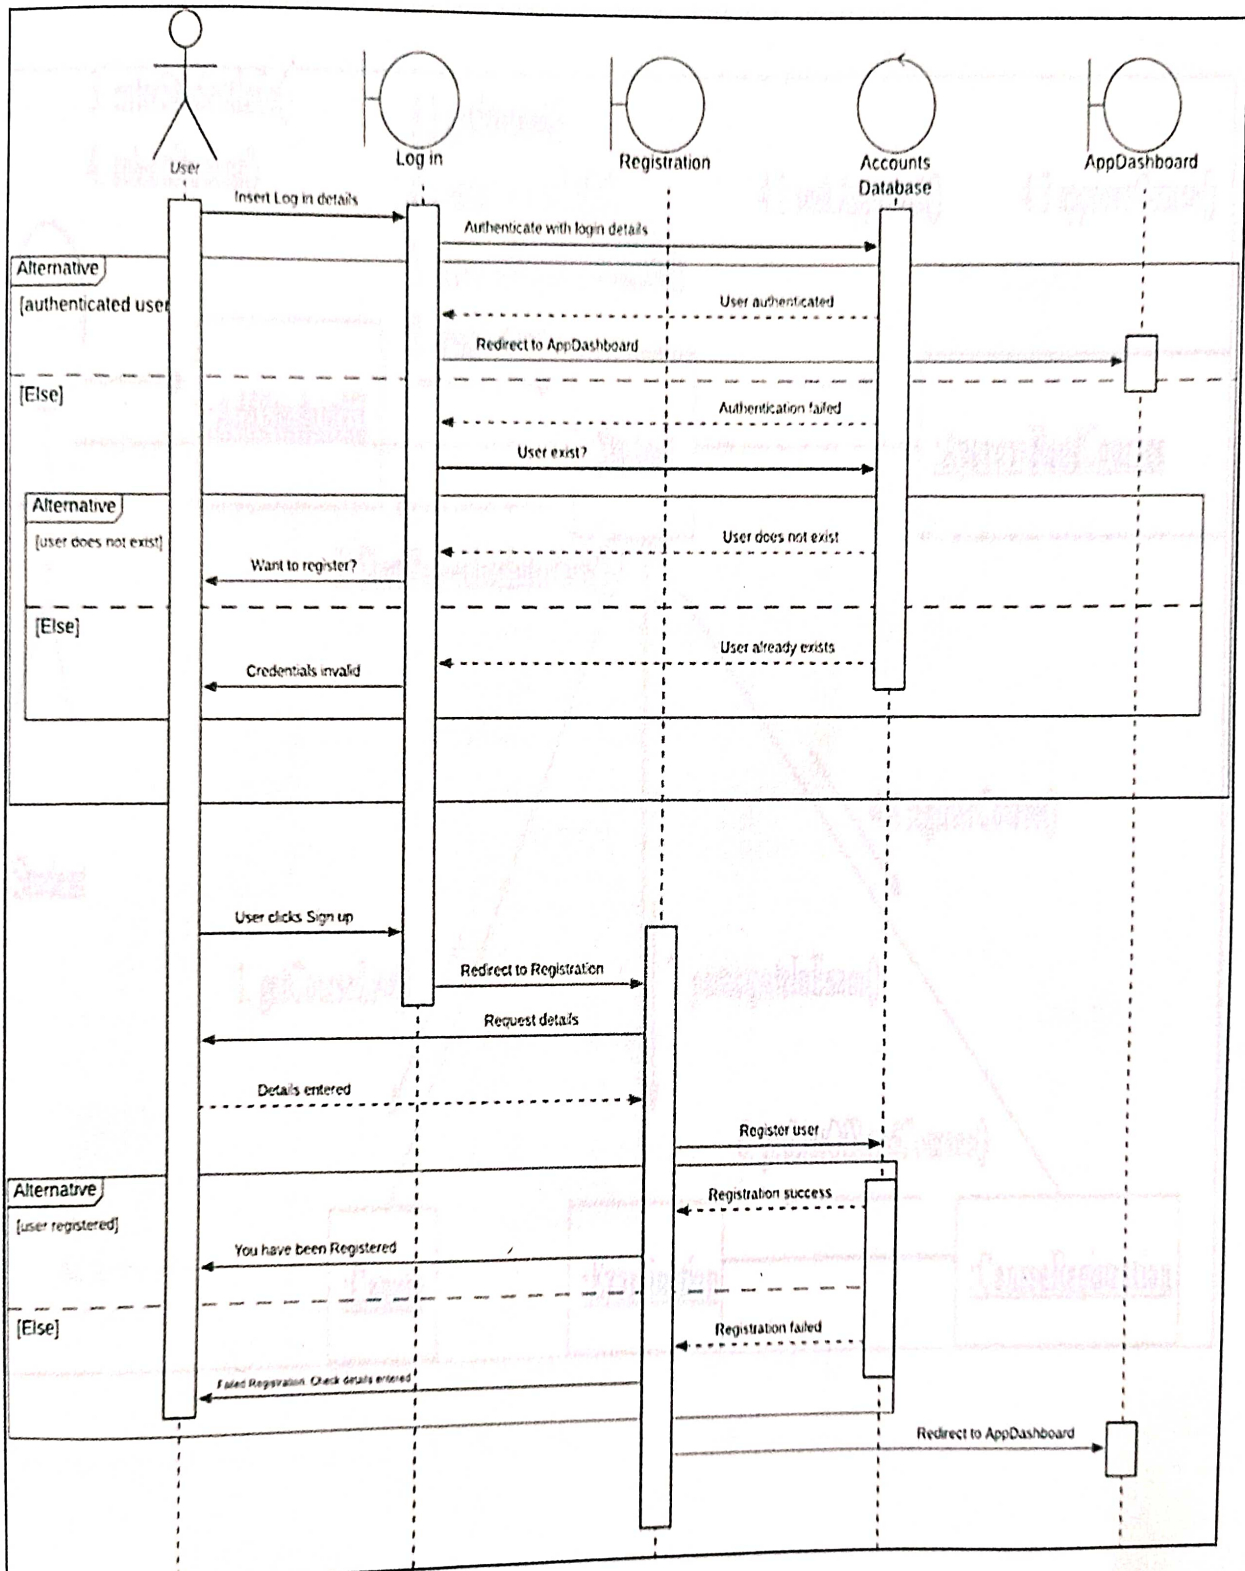 User
Log in
Registration
Accounts
Database
AppDashboard
Insert Log in details
Authenticate with login details
Alternative
[authenticated user
User authenticated
Redirect to AppDashboard
[Else]
Authentication failed
User exist?
Alternative
[user does not exist]
User does not exist
Want to register?
[Else]
User already exists
Credentials invalid
User clicks Sign up
Redirect to Registration
Request details
Details entered
Register user
Alternative
Registration success
[user registered]
You have been Registered
[Else]
Registration failed
Failed Registration. Check details entered
Redirect to AppDashboard